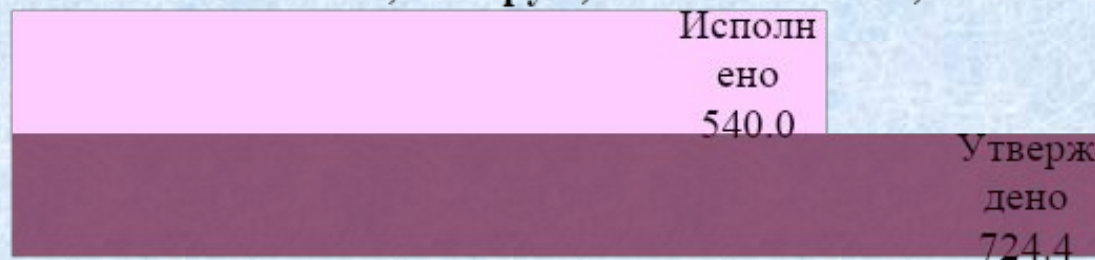 Исполн
ено
540.0
Утверж
дено
724.4